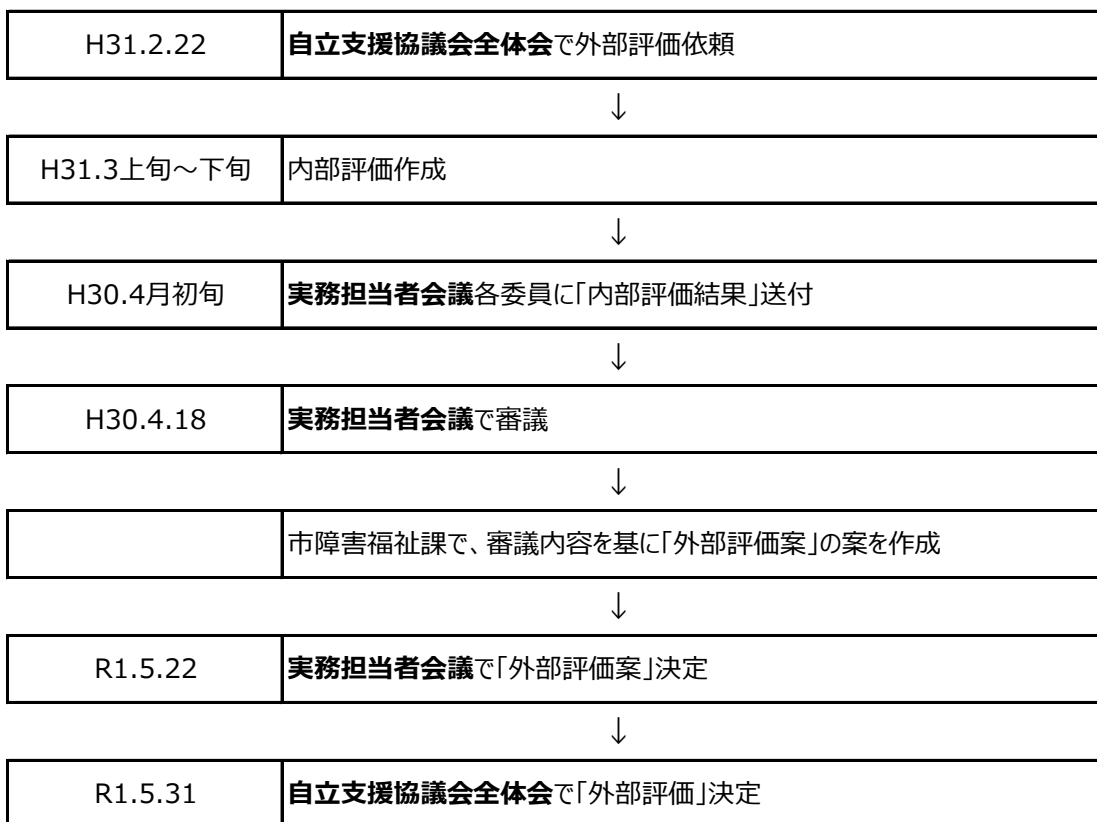 H31.2.22 自立支援協議会全体会で外部評価依頼
↓
H31.3上旬～下旬 内部評価作成
↓
H30.4月初旬 実務担当者会議各委員に「内部評価結果」送付
↓
H30.4.18 実務担当者会議で審議
↓
市障害福祉課で、審議内容を基に「外部評価案」の案を作成
↓
R1.5.22 実務担当者会議で「外部評価案」決定
↓
R1.5.31 自立支援協議会全体会で「外部評価」決定